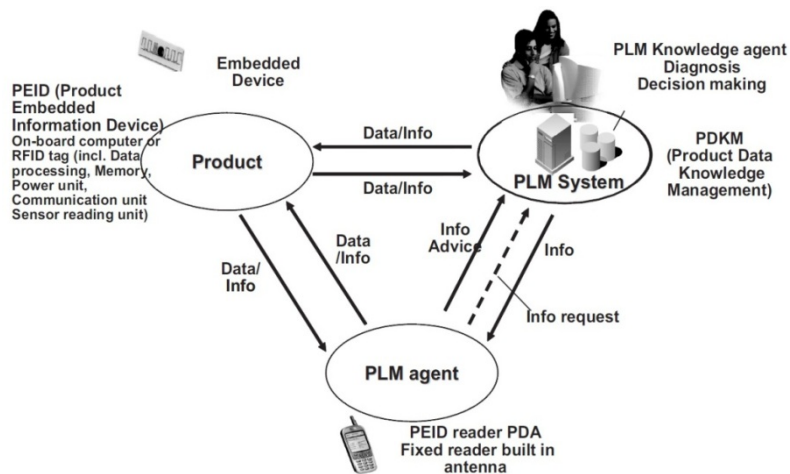 Embedded
Device
PEID (Product
Embedded
Information Device)
On-board computer or
RFID tag (incl. Data
processing, Memory,
Power unit,
Communication unit
Sensor reading unit)
Product
Data/Info
Data/Info
PLM Knowledge agent
Diagnosis
Decision making
PLM System
PDKM
(Product Data
Knowledge
Management)
Data/
Info
Data
/Info
Info
Advice
Info
Info request
PLM agent
PEID reader PDA
Fixed reader built in
antenna